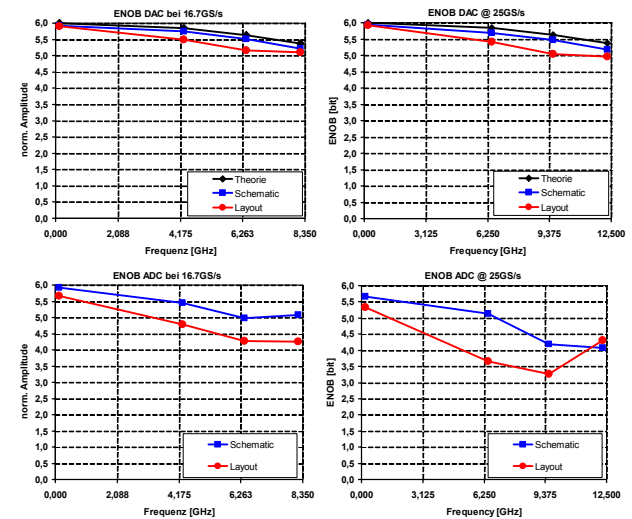 ENOB DAC bei 16.7GS/s
norm. Amplitude
6,0
5,5
5,0
4,5
4,0
3,5
3,0
2,5
2,0
1,5
1,0
0,5
0,0
Theorie
Schematic
Layout
0,000 2,088 4,175 6,263 8,350
Frequenz [GHz]
ENOB DAC @ 25GS/s
ENOB [bit]
6,0
5,5
5,0
4,5
4,0
3,5
3,0
2,5
2,0
1,5
1,0
0,5
0,0
Theorie
Schematic
Layout
0,000 3,125 6,250 9,375 12,500
Frequency [GHz]
ENOB ADC bei 16.7GS/s
norm. Amplitude
6,0
5,5
5,0
4,5
4,0
3,5
3,0
2,5
2,0
1,5
1,0
0,5
0,0
Schematic
Layout
0,000 2,088 4,175 6,263 8,350
Frequenz [GHz]
ENOB ADC @ 25GS/s
ENOB [bit]
6,0
5,5
5,0
4,5
4,0
3,5
3,0
2,5
2,0
1,5
1,0
0,5
0,0
Schematic
Layout
0,000 3,125 6,250 9,375 12,500
Frequency [GHz]